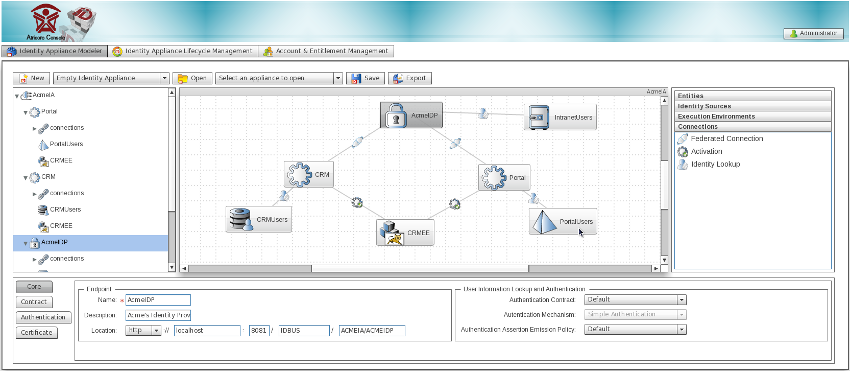 Atricore Console
Administrator
Identity Appliance Modeler
Identity Appliance Lifecycle Management
Account & Entitlement Management
New
Empty Identity Appliance
Open
Select an appliance to open
Save
Export
AcmeIA
Portal
connections
PortalUsers
CRMEE
CRM
connections
CRMUsers
CRMEE
AcmeIDP
connections
AcmeIA
AcmeIDP
IntranetUsers
CRM
Portal
CRMUsers
CRMEE
PortalUsers
Entities
Identity Sources
Execution Environments
Connections
Federated Connection
Activation
Identity Lookup
Core
Contract
Authentication
Certificate
Endpoint
Name: * AcmeIDP
Description: Acme's Identity Prov
Location: http // localhost : 8081 / IDBUS / ACMEIA/ACMEIDP
User Information Lookup and Authentication
Authentication Contract: Default
Autentication Mechanism: Simple Authentication
Authentication Assertion Emission Policy: Default